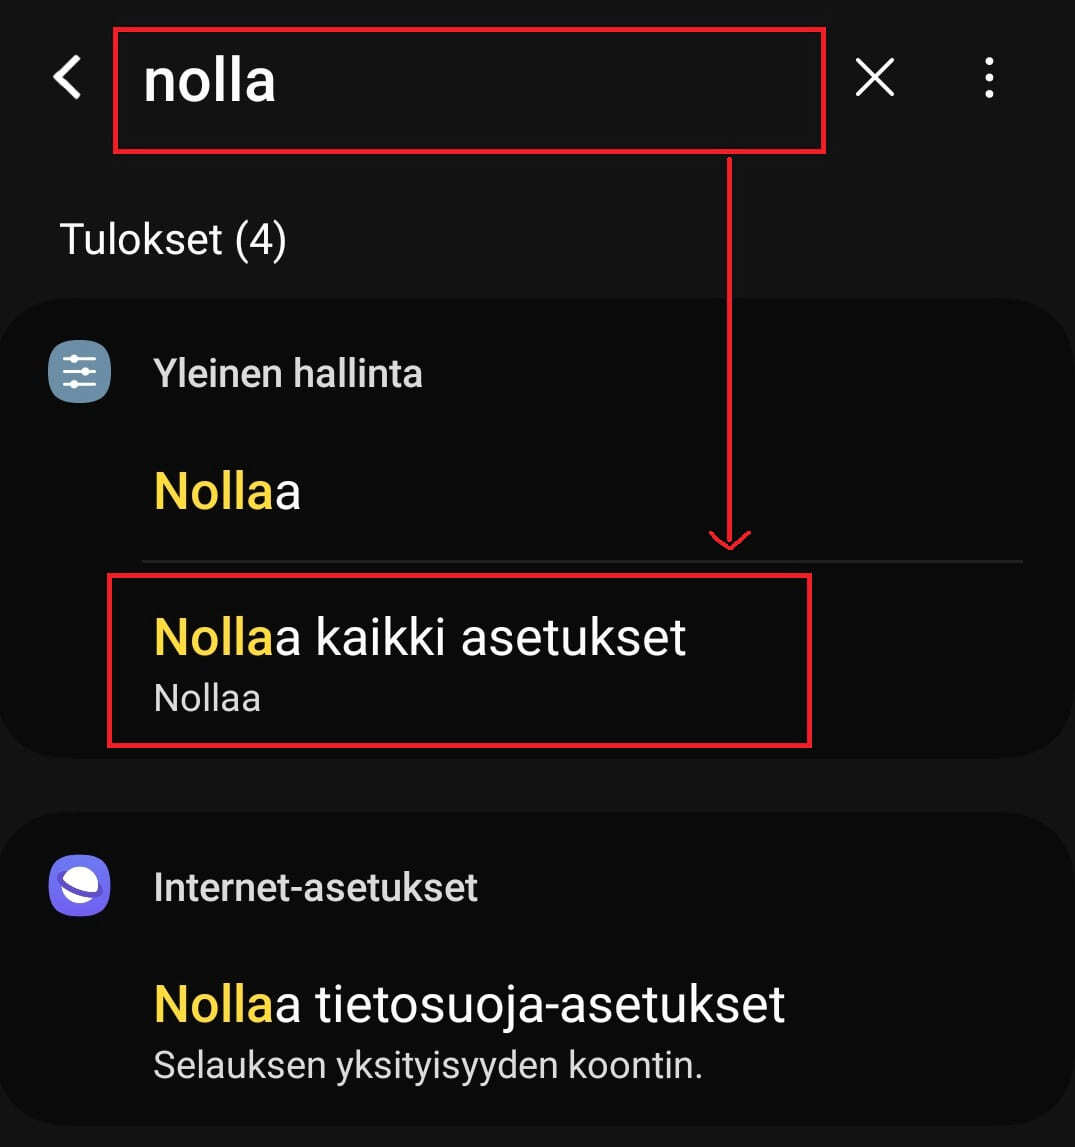 nolla
Tulokset (4)
Yleinen hallinta
Nollaa
Nollaa kaikki asetukset
Nollaa
Internet-asetukset
Nollaa tietosuoja-asetukset
Selauksen yksityisyyden koontin.